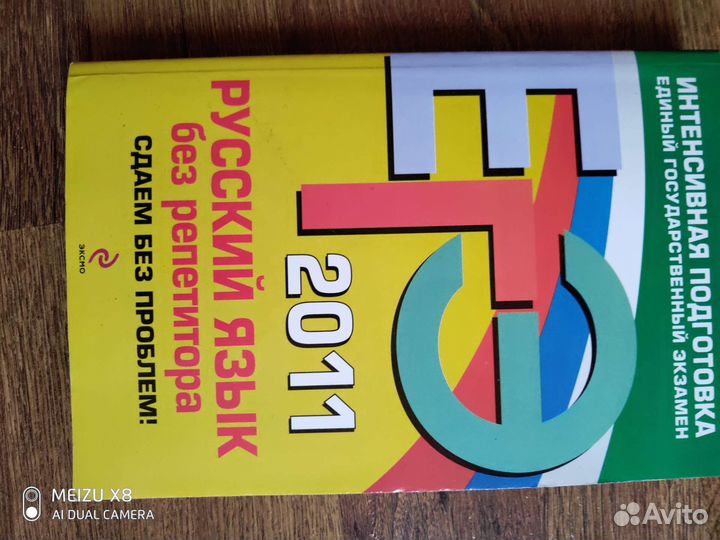 ИНТЕНСИВНАЯ ПОДГОТОВКА
ЕДИНЫЙ ГОСУДАРСТВЕННЫЙ ЭКЗАМЕН
ЕГЭ
2011
РУССКИЙ ЯЗЫК
без репетитора
СДАЕМ БЕЗ ПРОБЛЕМ!
ЭКСМО
MEIZU X8
AI DUAL CAMERA
Avito